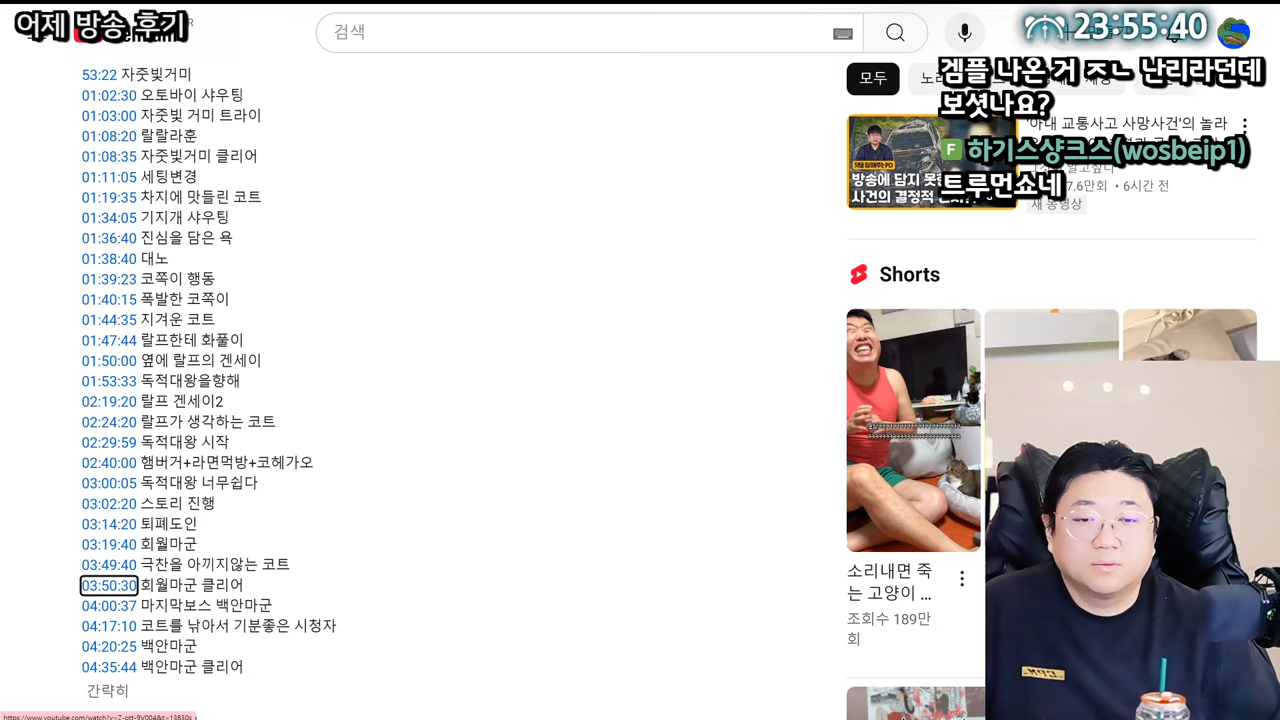 어제 방송 후기
검색
23:55:40
겜플 나온 거 ㅈㄴ 난리라던데
보셧나요?
F 하기스샹크스(wosbeip1)
트루먼쇼네
모두
'아내 교통사고 사망사건'의 놀라
7.6만회 • 6시간 전
새 동영상
방송에 담지 못
사건의 결정적
53:22 자줏빛거미
01:02:30 오토바이 샤우팅
01:03:00 자줏빛 거미 트라이
01:08:20 랄랄라훈
01:08:35 자줏빛거미 클리어
01:11:05 세팅변경
01:19:35 차지에 맛들린 코트
01:34:05 기지개 샤우팅
01:36:40 진심을 담은 욕
01:38:40 대노
01:39:23 코쪽이 행동
01:40:15 폭발한 코쪽이
01:44:35 지겨운 코트
01:47:44 랄프한테 화풀이
01:50:00 옆에 랄프의 겐세이
01:53:33 독적대왕을향해
02:19:20 랄프 겐세이2
02:24:20 랄프가 생각하는 코트
02:29:59 독적대왕 시작
02:40:00 햄버거+라면먹방+코헤가오
03:00:05 독적대왕 너무쉽다
03:02:20 스토리 진행
03:14:20 퇴폐도인
03:19:40 회월마군
03:49:40 극찬을 아끼지않는 코트
03:50:30 회월마군 클리어
04:00:37 마지막보스 백안마군
04:17:10 코트를 낚아서 기분좋은 시청자
04:20:25 백안마군
04:35:44 백안마군 클리어
간략히
Shorts
소리내면 죽
는 고양이 ...
조회수 189만
회
https://www.youtube.com/watch?v=Z-ott-9V004&t=13830s